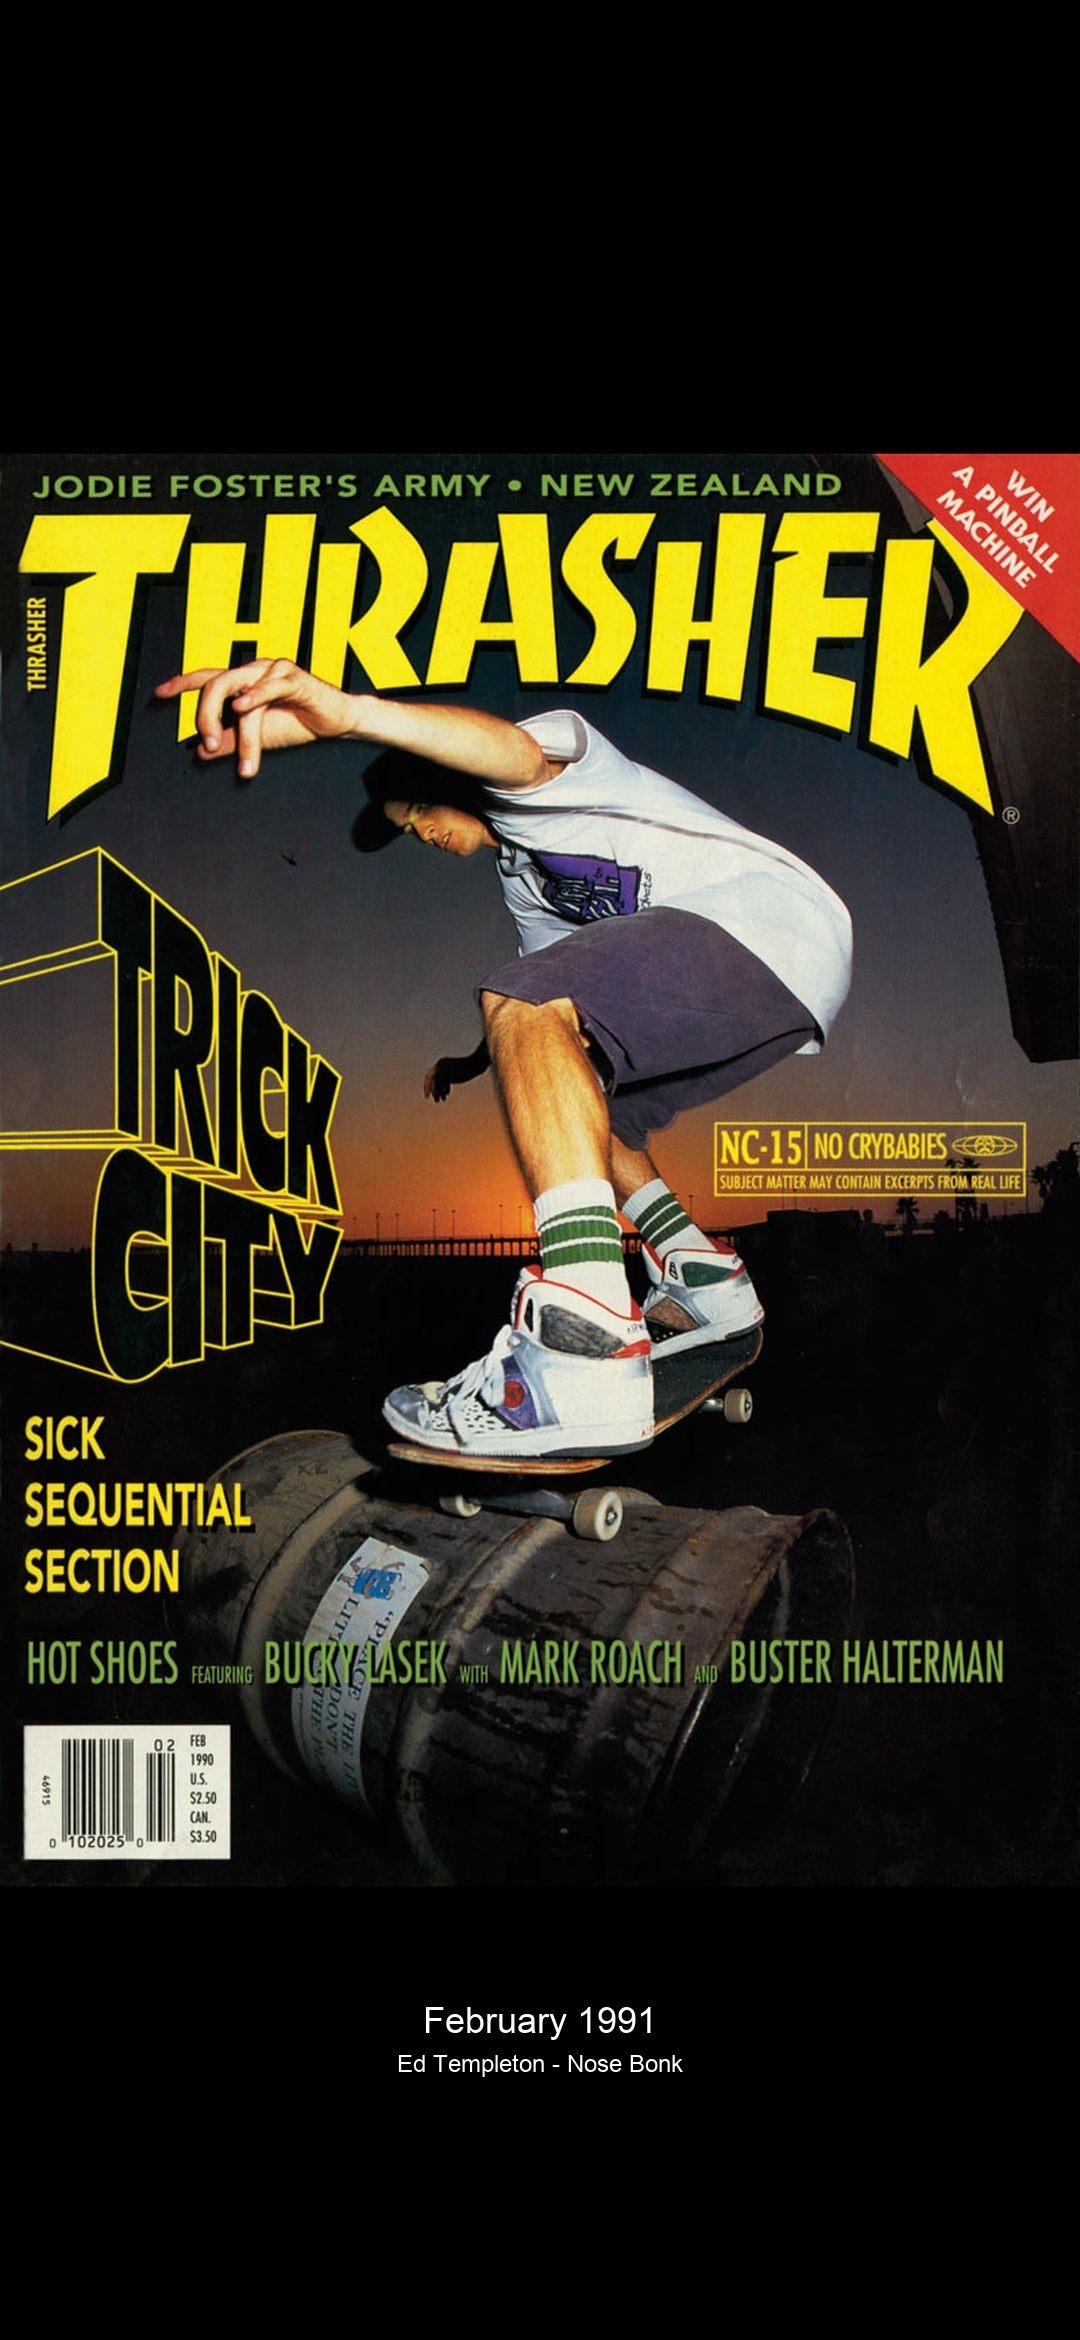 JODIE FOSTER'S ARMY • NEW ZEALAND
WIN
A PINBALL
MACHINE
THRASHER
THRASHER
®
TRICK
CITY
NC-15 NO CRYBABIES
SUBJECT MATTER MAY CONTAIN EXCERPTS FROM REAL LIFE
SICK
SEQUENTIAL
SECTION
HOT SHOES FEATURING BUCKY LASEK WITH MARK ROACH AND BUSTER HALTERMAN
02
FEB
1990
U.S.
$2.50
CAN.
$3.50
46915
0 102025 0
February 1991
Ed Templeton - Nose Bonk